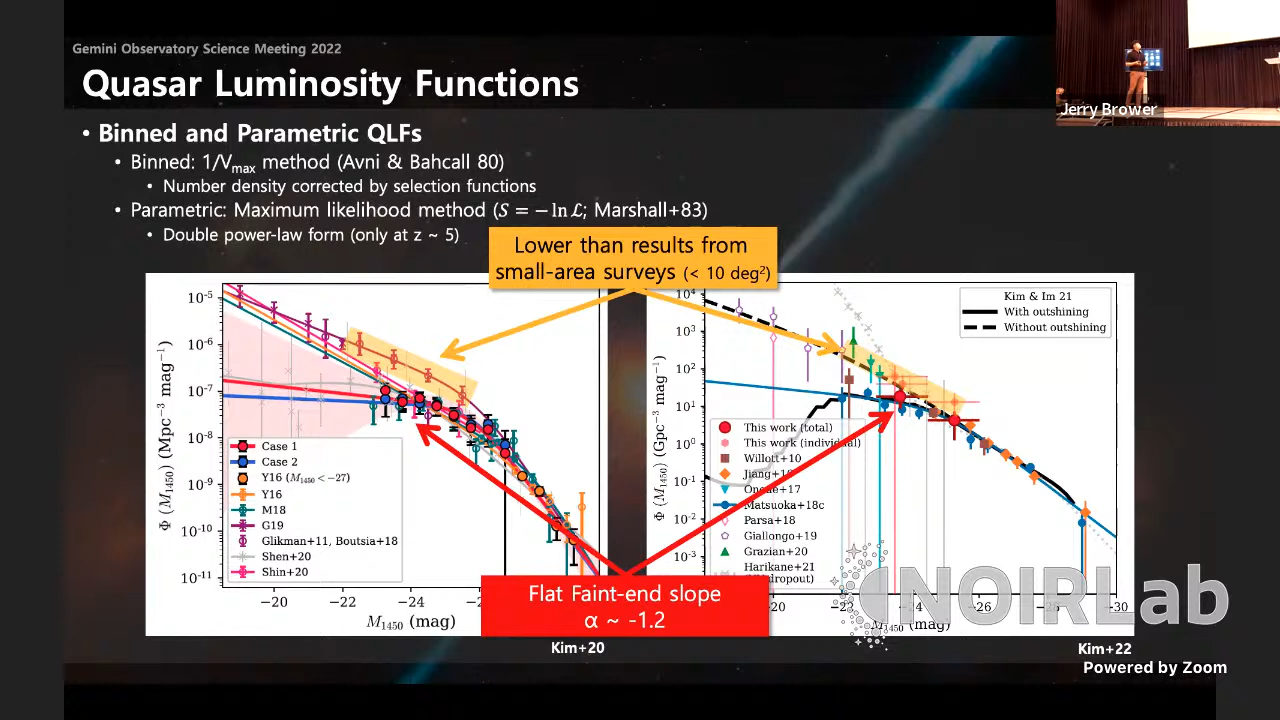 Gemini Observatory Science Meeting 2022
Quasar Luminosity Functions
Jerry Brower
• Binned and Parametric QLFs
• Binned: 1/Vmax method (Avni & Bahcall 80)
• Number density corrected by selection functions
• Parametric: Maximum likelihood method (S = − ln ℒ; Marshall+83)
• Double power-law form (only at z ~ 5)
Lower than results from
small-area surveys (< 10 deg²)
10⁻⁵
10⁻⁶
10⁻⁷
10⁻⁸
10⁻⁹
10⁻¹⁰
10⁻¹¹
Φ (M₁₄₅₀) (Mpc⁻³ mag⁻¹)
Case 1
Case 2
Y16 (M₁₄₅₀ < −27)
Y16
M18
G19
Glikman+11, Boutsia+18
Shen+20
Shin+20
−20 −22 −24
M₁₄₅₀ (mag)
Kim+20
10⁴
10³
10²
10¹
10⁰
10⁻¹
10⁻²
10⁻³
Φ (M₁₄₅₀) (Gpc⁻³ mag⁻¹)
Kim & Im 21
With outshining
Without outshining
This work (total)
This work (individual)
Willott+10
Jiang+16
Onoue+17
Matsuoka+18c
Parsa+18
Giallongo+19
Grazian+20
Harikane+21
−22 −24 −26 −28 −30
M₁₄₅₀ (mag)
Kim+22
Flat Faint-end slope
α ~ -1.2
NOIRLab
Powered by Zoom